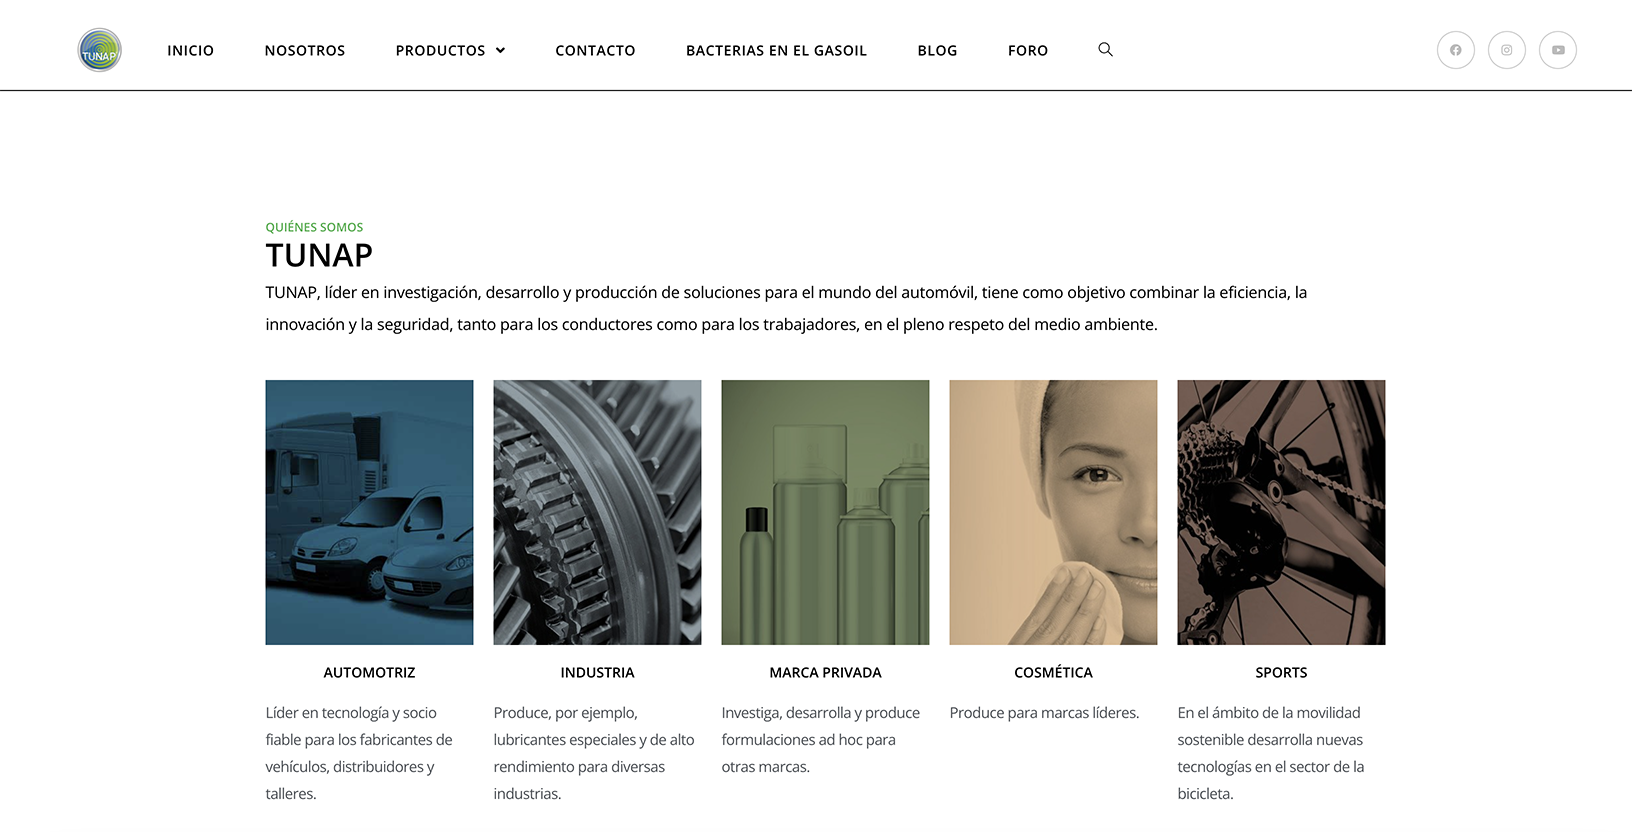 TUNAP
INICIO
NOSOTROS
PRODUCTOS
CONTACTO
BACTERIAS EN EL GASOIL
BLOG
FORO
QUIÉNES SOMOS
TUNAP
TUNAP, líder en investigación, desarrollo y producción de soluciones para el mundo del automóvil, tiene como objetivo combinar la eficiencia, la
innovación y la seguridad, tanto para los conductores como para los trabajadores, en el pleno respeto del medio ambiente.
AUTOMOTRIZ
Líder en tecnología y socio
fiable para los fabricantes de
vehículos, distribuidores y
talleres.
INDUSTRIA
Produce, por ejemplo,
lubricantes especiales y de alto
rendimiento para diversas
industrias.
MARCA PRIVADA
Investiga, desarrolla y produce
formulaciones ad hoc para
otras marcas.
COSMÉTICA
Produce para marcas líderes.
SPORTS
En el ámbito de la movilidad
sostenible desarrolla nuevas
tecnologías en el sector de la
bicicleta.